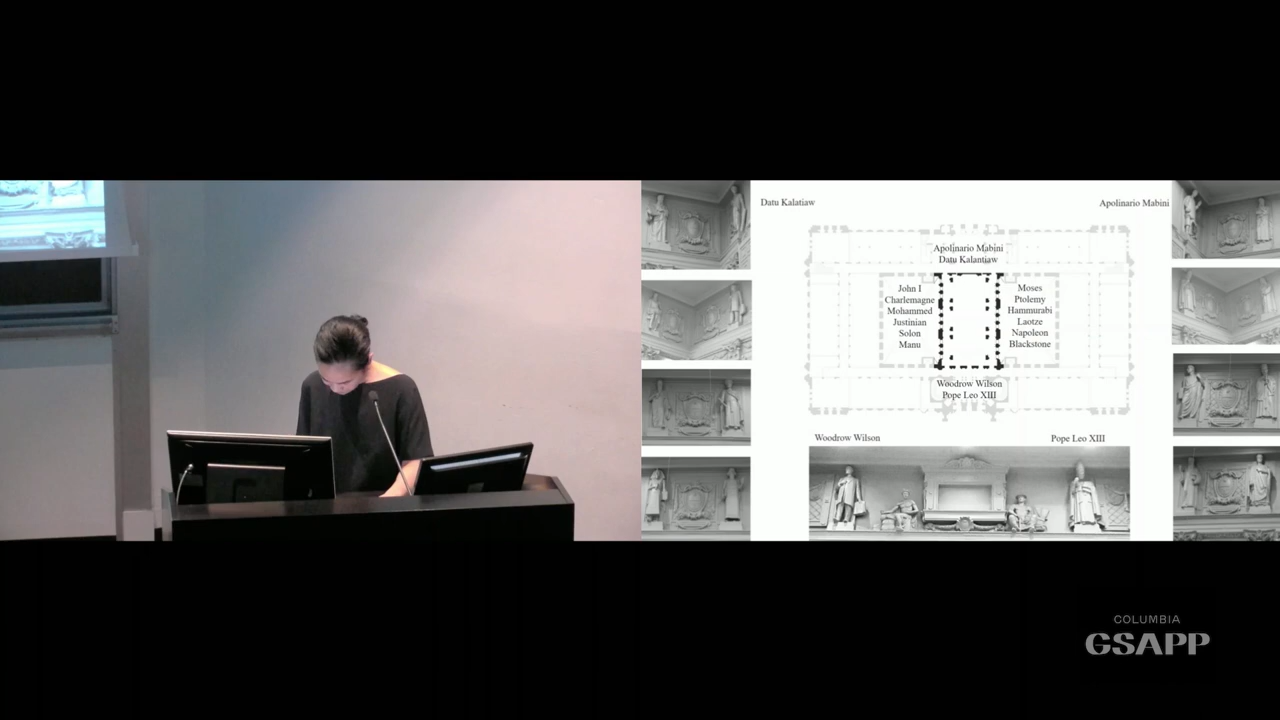 Datu Kalatiaw
Apolinario Mabini
Apolinario Mabini
Datu Kalantiaw
John I
Charlemagne
Mohammed
Justinian
Solon
Manu
Moses
Ptolemy
Hammurabi
Laotze
Napoleon
Blackstone
Woodrow Wilson
Pope Leo XIII
Woodrow Wilson
Pope Leo XIII
COLUMBIA
GSAPP